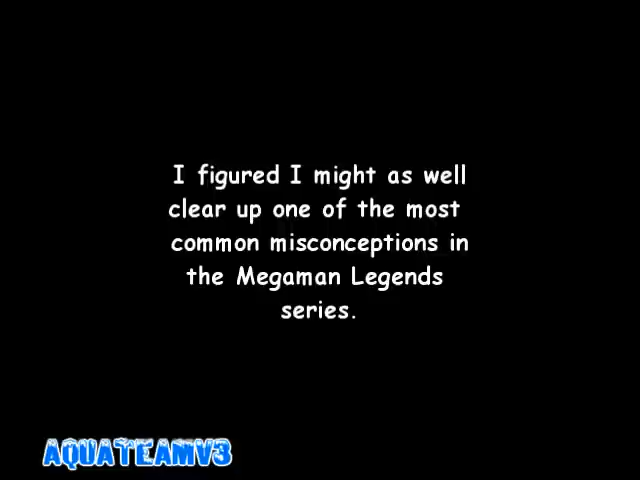 I figured I might as well
clear up one of the most
common misconceptions in
the Megaman Legends
series.
AQUATEAMV3